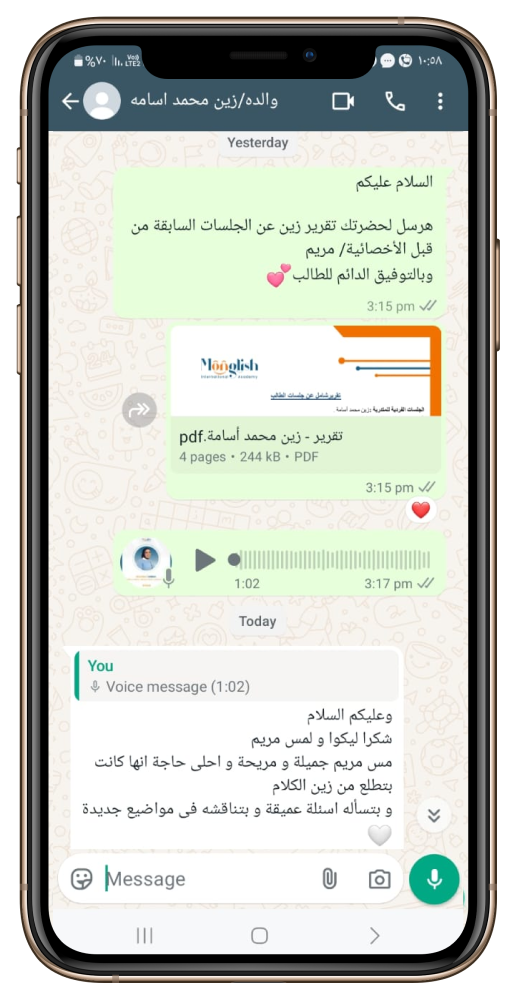 %٧٠ Vo) LTE2 ١٠:٥٨
والده/زين محمد اسامه
Yesterday
السلام عليكم
هرسل لحضرتك تقرير زين عن الجلسات السابقة من
قبل الأخصائية/ مريم
وبالتوفيق الدائم للطالب💕
3:15 pm
Monglish
International Academy
تقرير شامل عن جلسات الطالب
الجلسات الفردية للمتدربة زين محمد أسامة
تقرير - زين محمد أسامة.pdf
4 pages • 244 kB • PDF
3:15 pm
❤️
1:02 3:17 pm
Today
You
Voice message (1:02)
وعليكم السلام
شكرا ليكوا و لمس مريم
مس مريم جميلة و مريحة و احلى حاجة انها كانت
بتطلع من زين الكلام
و بتسأله اسئلة عميقة و بتناقشه فى مواضيع جديدة
🤍
Message